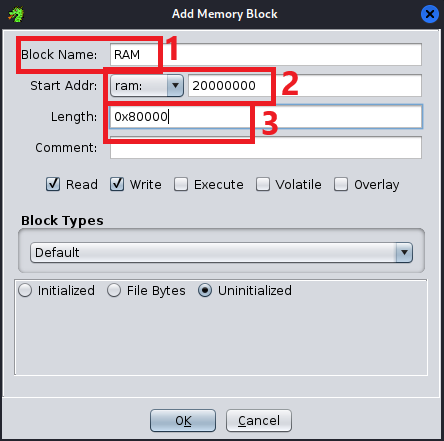 Add Memory Block
Block Name: RAM 1
Start Addr: ram: 20000000 2
Length: 0x80000 3
Comment:
Read Write Execute Volatile Overlay
Block Types
Default
Initialized File Bytes Uninitialized
OK Cancel